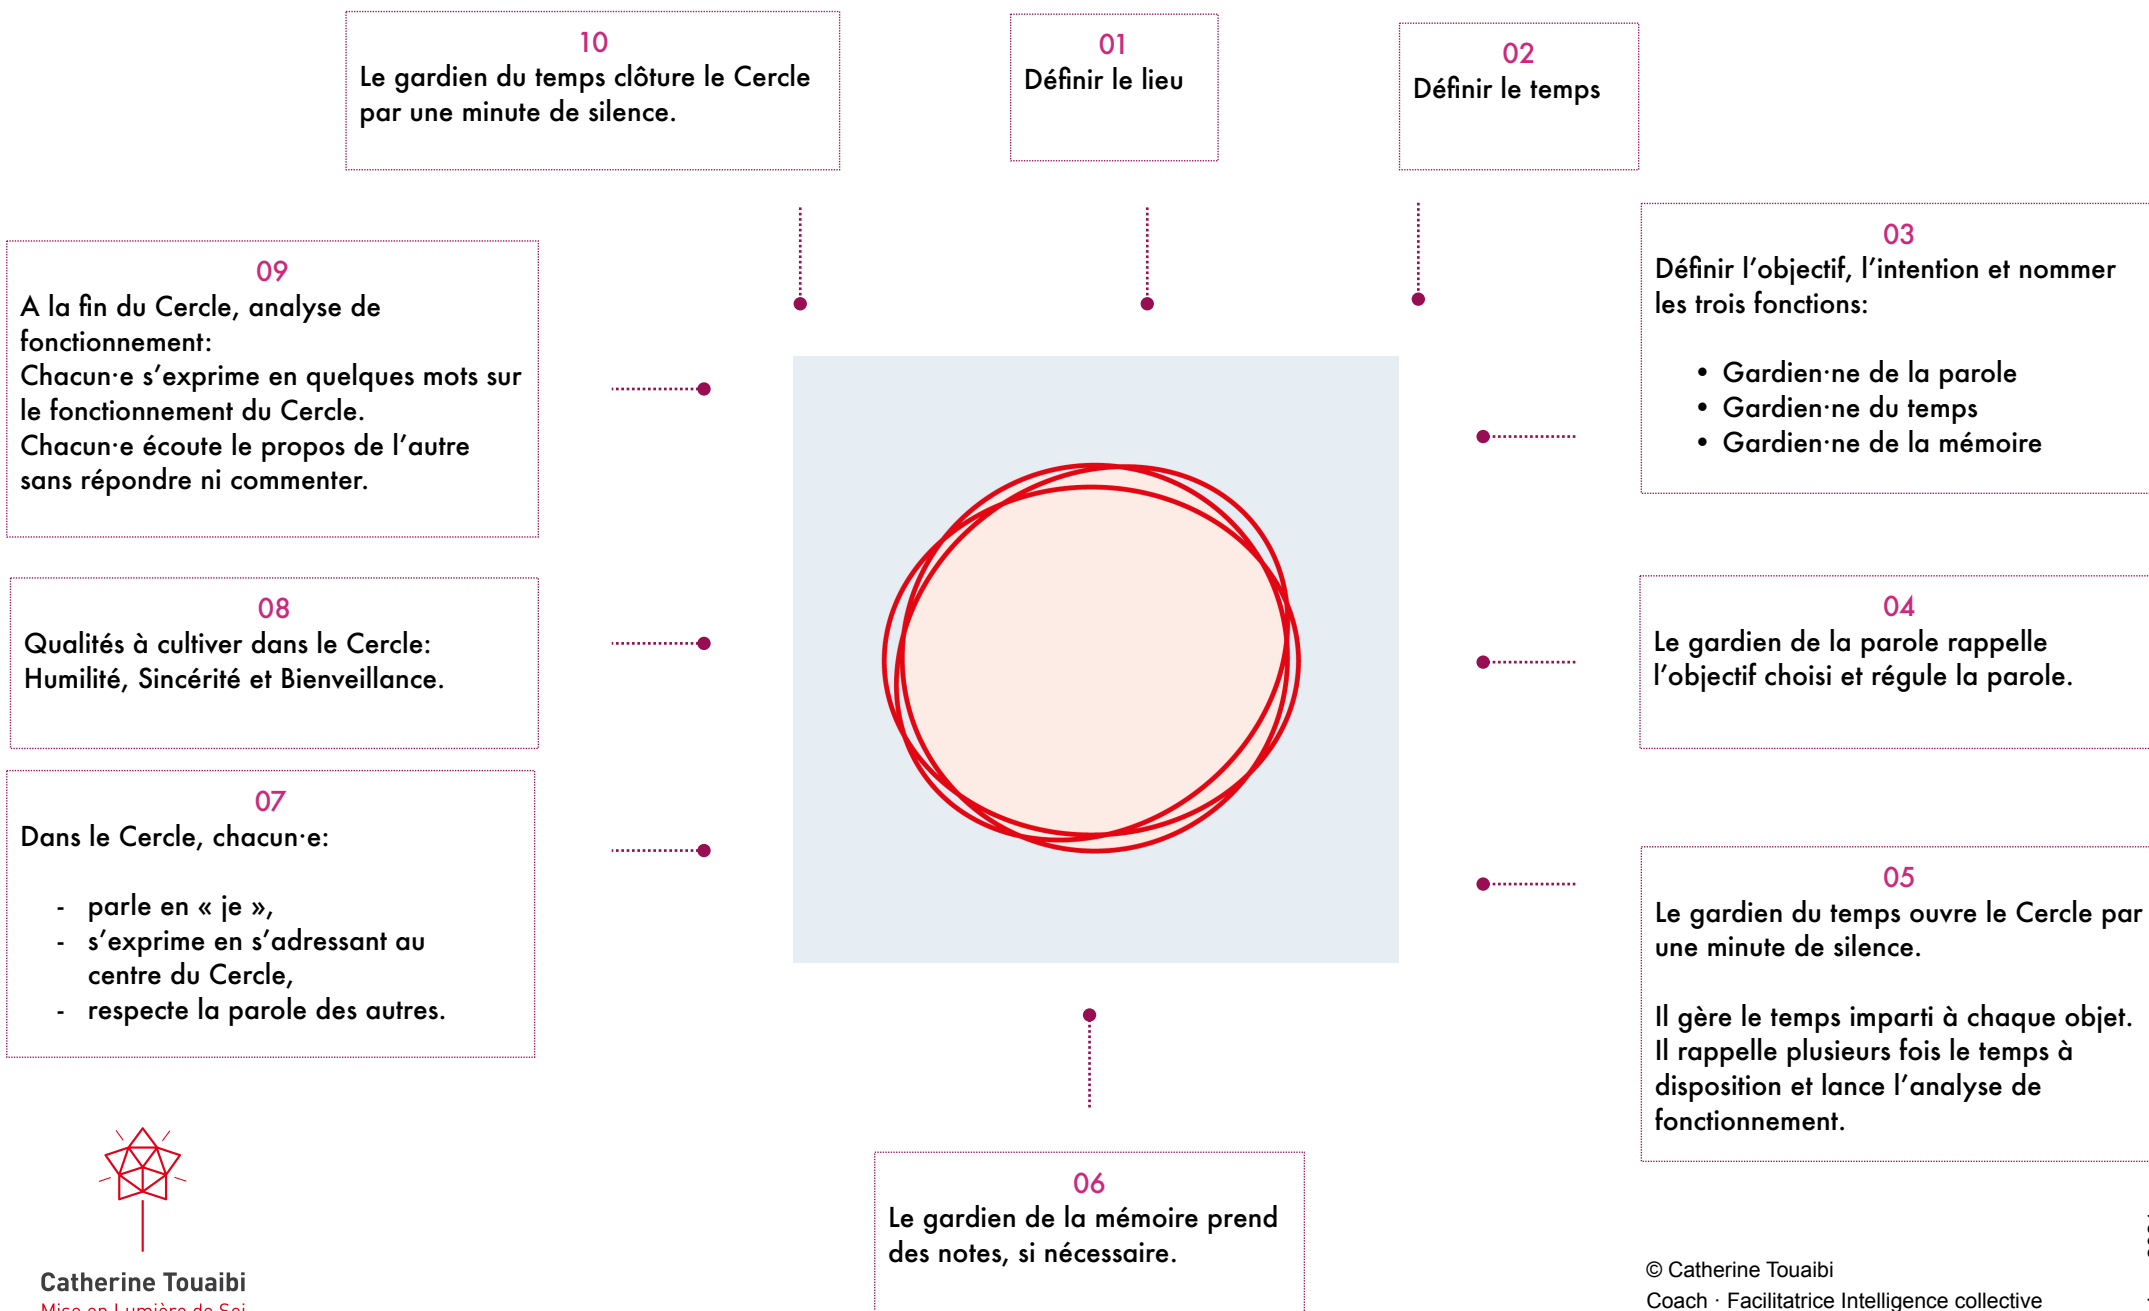 10
Le gardien du temps clôture le Cercle
par une minute de silence.
01
Définir le lieu
02
Définir le temps
03
Définir l’objectif, l’intention et nommer
les trois fonctions:
• Gardien·ne de la parole
• Gardien·ne du temps
• Gardien·ne de la mémoire
04
Le gardien de la parole rappelle
l’objectif choisi et régule la parole.
05
Le gardien du temps ouvre le Cercle par
une minute de silence.
Il gère le temps imparti à chaque objet.
Il rappelle plusieurs fois le temps à
disposition et lance l’analyse de
fonctionnement.
06
Le gardien de la mémoire prend
des notes, si nécessaire.
07
Dans le Cercle, chacun·e:
- parle en « je »,
- s’exprime en s’adressant au
centre du Cercle,
- respecte la parole des autres.
08
Qualités à cultiver dans le Cercle:
Humilité, Sincérité et Bienveillance.
09
A la fin du Cercle, analyse de
fonctionnement:
Chacun·e s’exprime en quelques mots sur
le fonctionnement du Cercle.
Chacun·e écoute le propos de l’autre
sans répondre ni commenter.
Catherine Touaibi
Mise en Lumière de Soi
© Catherine Touaibi
Coach · Facilitatrice Intelligence collective